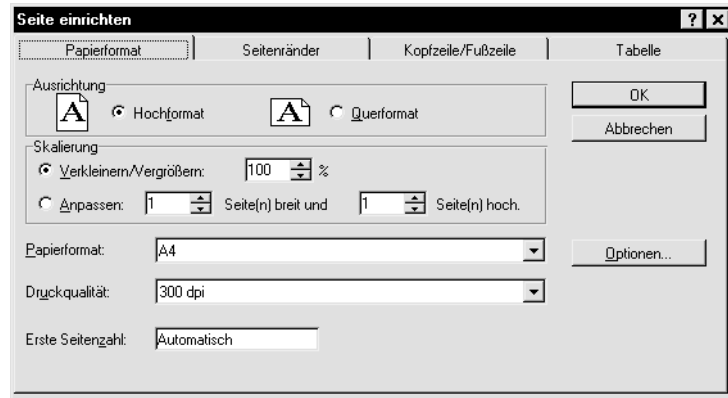 Seite einrichten
Papierformat Seitenränder Kopfzeile/Fußzeile Tabelle
Ausrichtung
A Hochformat A Querformat
OK
Abbrechen
Skalierung
Verkleinern/Vergrößern: 100 %
Anpassen: 1 Seite(n) breit und 1 Seite(n) hoch.
Papierformat: A4
Optionen...
Druckqualität: 300 dpi
Erste Seitenzahl: Automatisch